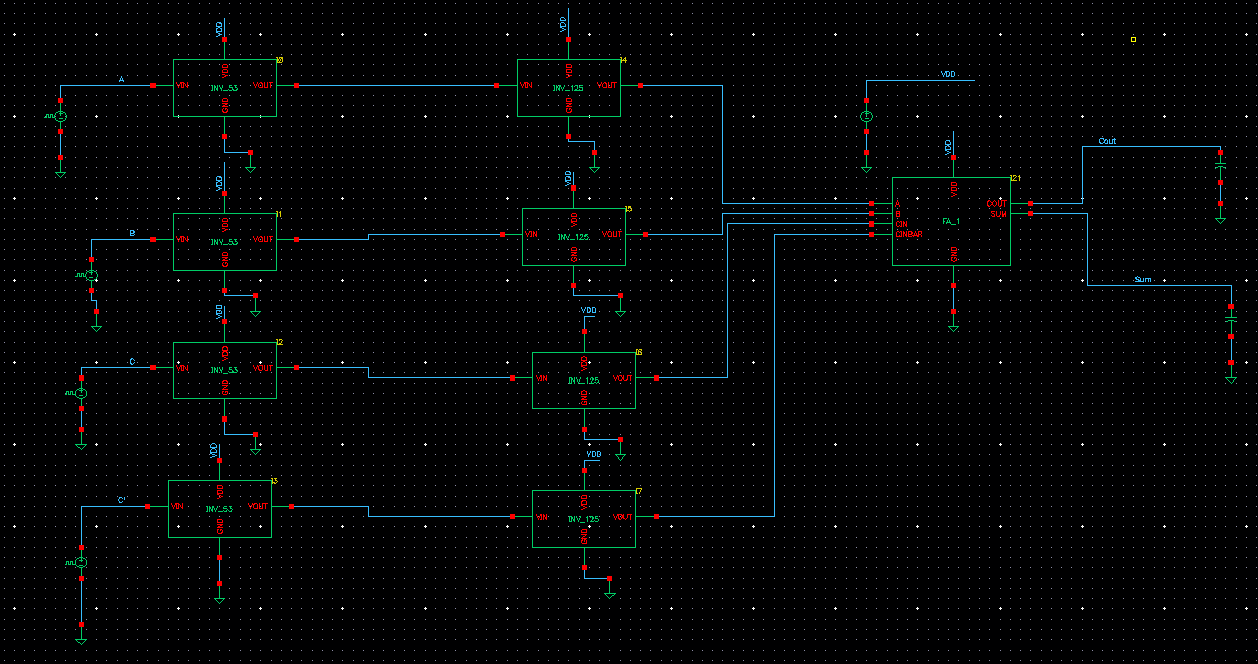 A
VDD
I0
VIN
VDD
INV_53
VOUT
GND
VDD
I4
VIN
VDD
INV_125
VOUT
GND
VDD
B
VDD
I1
VIN
VDD
INV_53
VOUT
GND
VDD
I5
VIN
VDD
INV_125
VOUT
GND
VDD
I21
VDD
A
B
CIN
CINBAR
FA_1
COUT
SUM
GND
Cout
Sum
C
VDD
I2
VIN
VDD
INV_53
VOUT
GND
VDD
I6
VIN
VDD
INV_125
VOUT
GND
C'
VDD
I3
VIN
VDD
INV_53
VOUT
GND
VDD
I7
VIN
VDD
INV_125
VOUT
GND